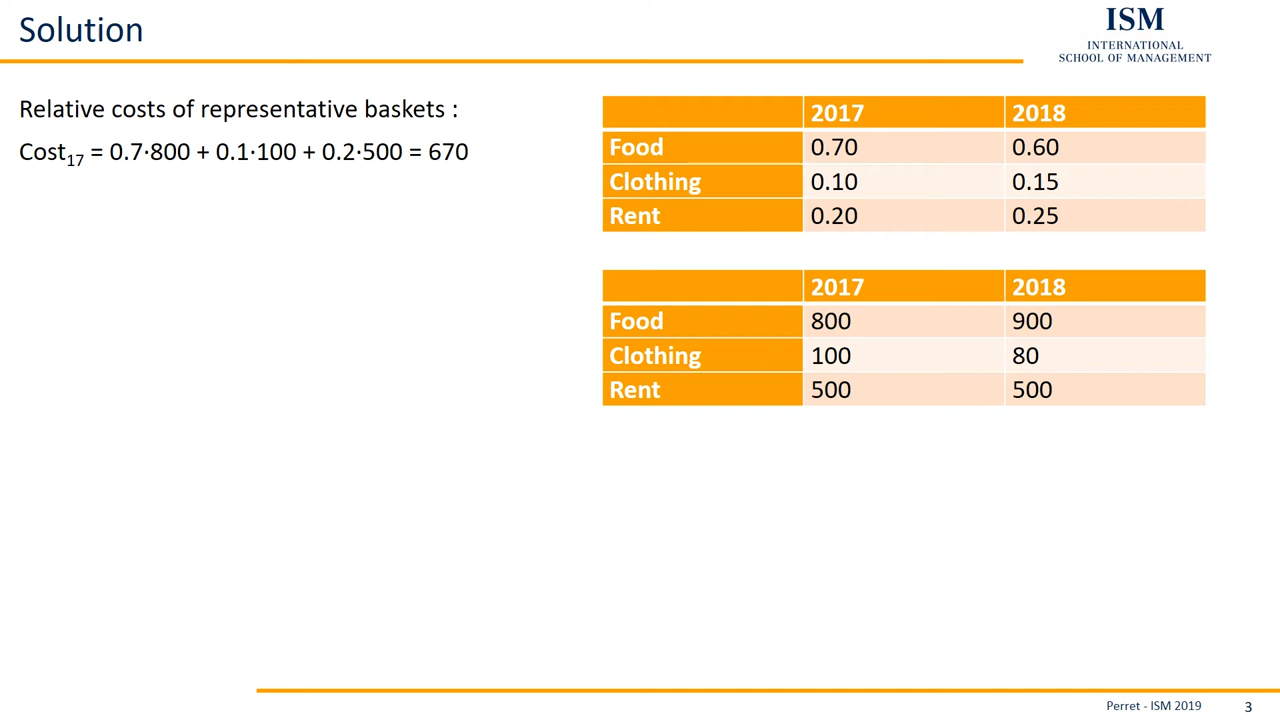 Solution
ISM
INTERNATIONAL
SCHOOL OF MANAGEMENT
Relative costs of representative baskets :
Cost₁₇ = 0.7·800 + 0.1·100 + 0.2·500 = 670
2017 2018
Food 0.70 0.60
Clothing 0.10 0.15
Rent 0.20 0.25
2017 2018
Food 800 900
Clothing 100 80
Rent 500 500
Perret - ISM 2019 3